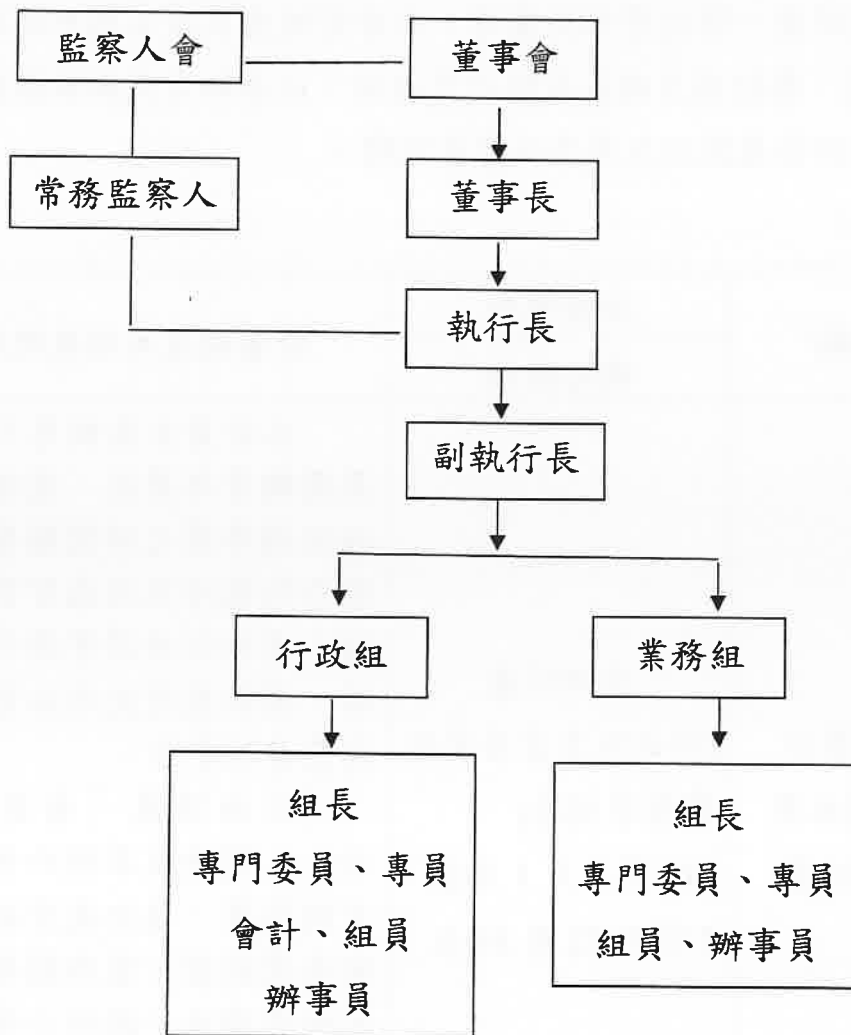 監察人會
董事會
常務監察人
董事長
執行長
副執行長
行政組
業務組
組長
專門委員、專員
會計、組員
辦事員
組長
專門委員、專員
組員、辦事員